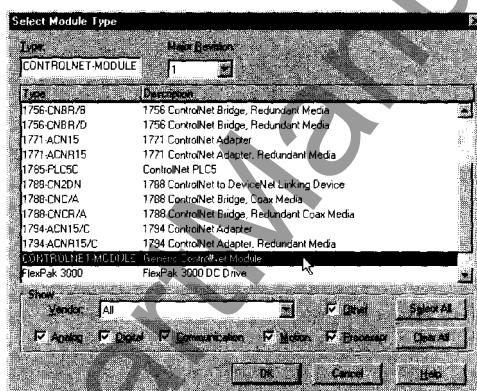 Select Module Type
Type: Major Revision:
CONTROLNET-MODULE 1
Type Description
1756-CNBR/B 1756 ControlNet Bridge, Redundant Media
1756-CNBR/D 1756 ControlNet Bridge, Redundant Media
1771-ACN15 1771 ControlNet Adapter
1771-ACNR15 1771 ControlNet Adapter, Redundant Media
1785-PLC5C ControlNet PLC5
1788-CN2DN 1788 ControlNet to DeviceNet Linking Device
1788-CNC/A 1788 ControlNet Bridge, Coax Media
1788-CNCR/A 1788 ControlNet Bridge, Redundant Coax Media
1794-ACN15/C 1794 ControlNet Adapter
1794-ACNR15/C 1794 ControlNet Adapter, Redundant Media
CONTROLNET-MODULE Generic ControlNet Module
FlexPak 3000 FlexPak 3000 DC Drive
Show
Vendor: All Other Select All
Analog Digital Communication Motion Processor Clear All
OK Cancel Help